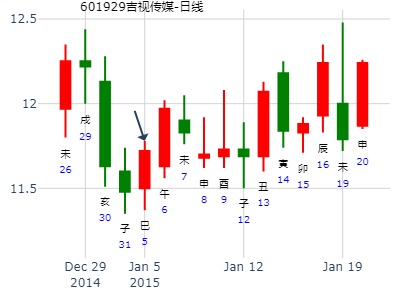 601929吉视传媒-日线
12.5
12
11.5
未
26
戌
29
亥
30
子
31
巳
5
午
6
未
7
申
8
酉
9
子
12
丑
13
寅
14
卯
15
辰
16
未
19
申
20
Dec 29
2014
Jan 5
2015
Jan 12
Jan 19